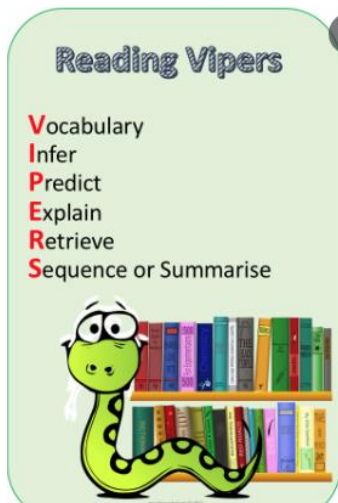 Reading Vipers
Vocabulary
Infer
Predict
Explain
Retrieve
Sequence or Summarise